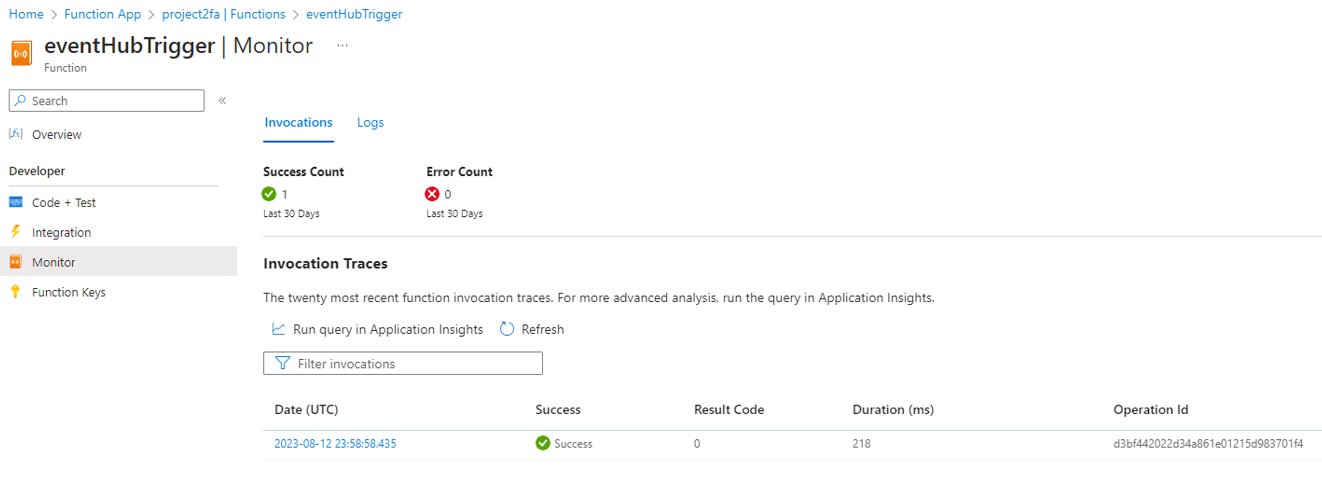 Home > Function App > project2fa | Functions > eventHubTrigger
eventHubTrigger | Monitor ...
Function
Search «
Overview
Developer
Code + Test
Integration
Monitor
Function Keys
Invocations Logs
Success Count Error Count
1 0
Last 30 Days Last 30 Days
Invocation Traces
The twenty most recent function invocation traces. For more advanced analysis, run the query in Application Insights.
Run query in Application Insights Refresh
Filter invocations
Date (UTC) Success Result Code Duration (ms) Operation Id
2023-08-12 23:58:58.435 Success 0 218 d3bf442022d34a861e01215d983701f4